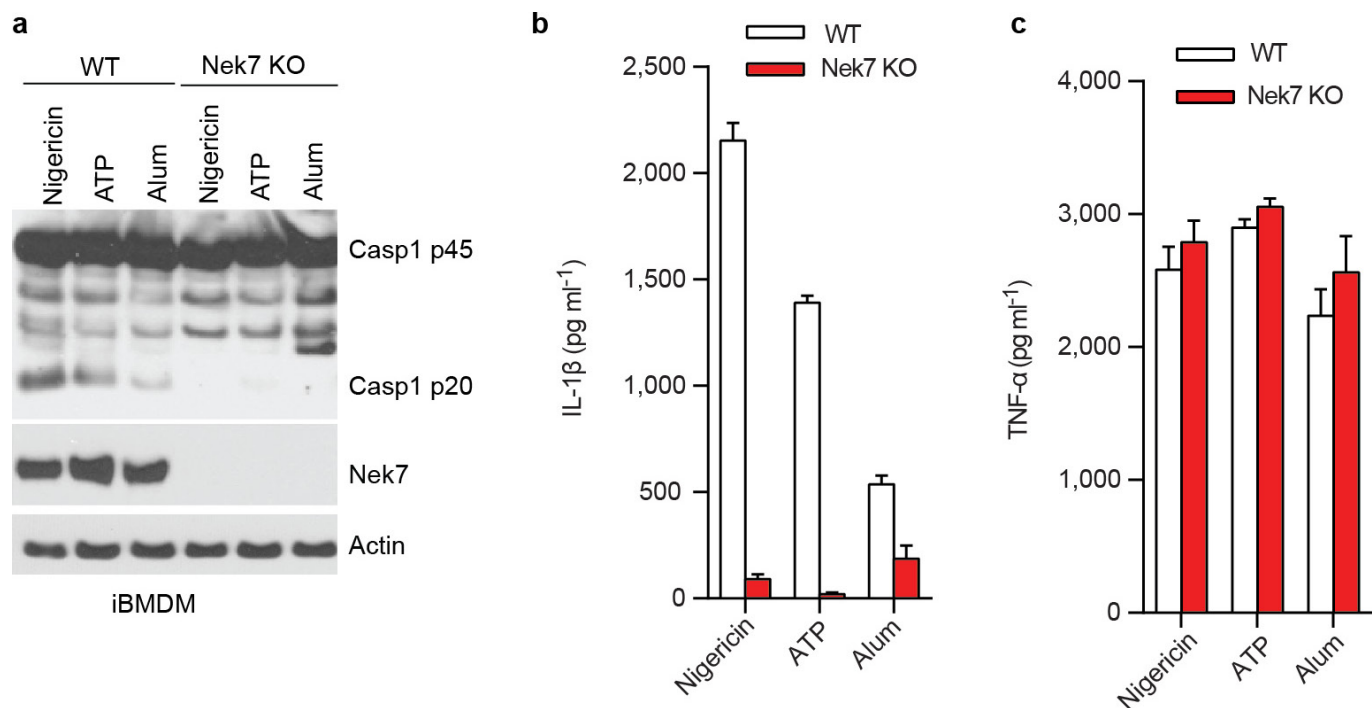 a
WT
Nek7 KO
Nigericin
ATP
Alum
Nigericin
ATP
Alum
Casp1 p45
Casp1 p20
Nek7
Actin
iBMDM
b
WT
Nek7 KO
2,500
2,000
1,500
1,000
500
0
IL-1β (pg ml⁻¹)
Nigericin
ATP
Alum
c
WT
Nek7 KO
4,000
3,000
2,000
1,000
0
TNF-α (pg ml⁻¹)
Nigericin
ATP
Alum